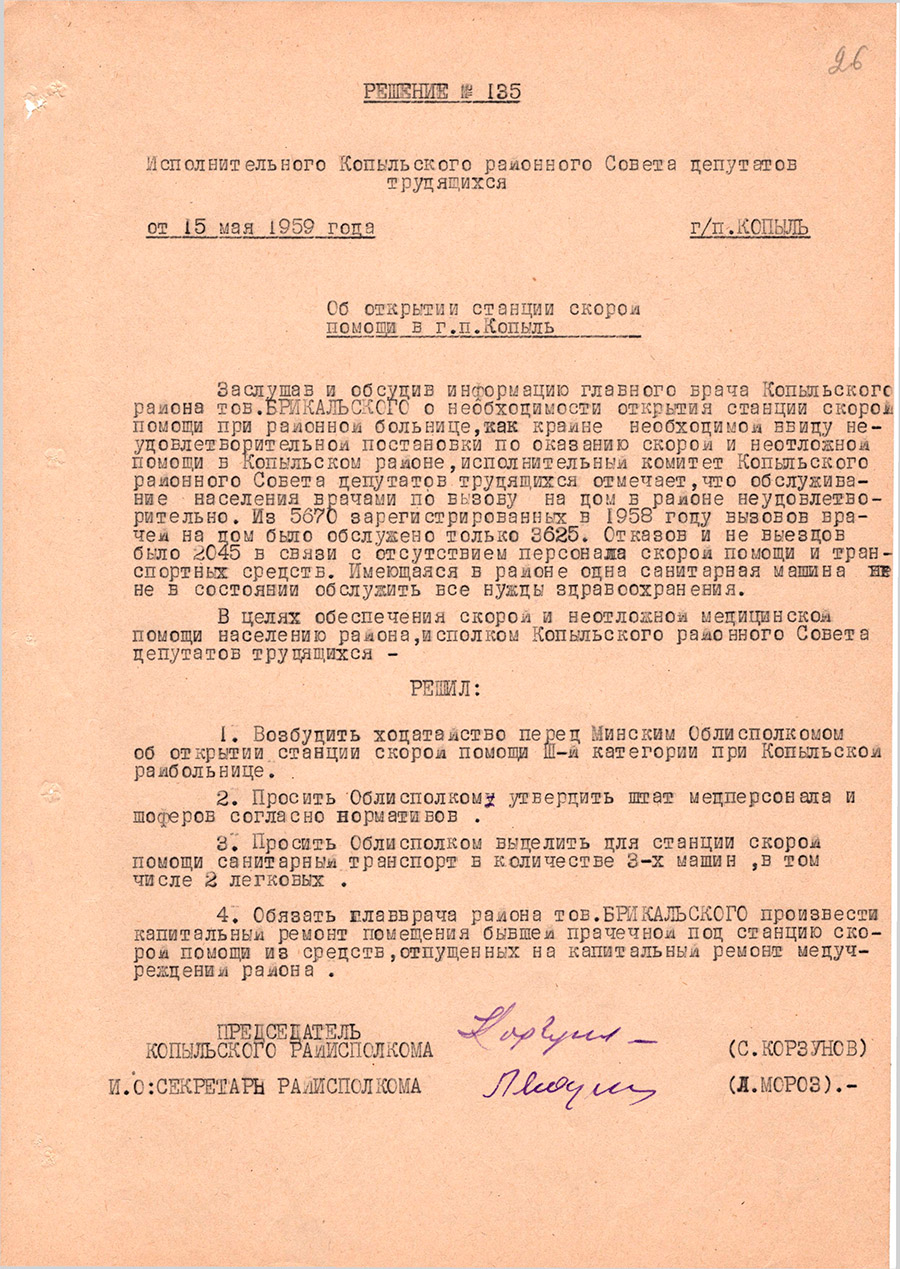 26
РЕШЕНИЕ № 135
Исполнительного Копыльского районного Совета депутатов
трудящихся
от 15 мая 1959 года г/п.КОПЫЛЬ
Об открытии станции скорой
помощи в г.п.Копыль
Заслушав и обсудив информацию главного врача Копыльского
района тов.БРИКАЛЬСКОГО о необходимости открытия станции скорой
помощи при районной больнице,как крайне необходимой ввиду не-
удовлетворительной постановки по оказанию скорой и неотложной
помощи в Копыльском районе,исполнительный комитет Копыльского
районного Совета депутатов трудящихся отмечает,что обслужива-
ние населения врачами по вызову на дом в районе неудовлетво-
рительно. Из 5670 зарегистрированных в 1958 году вызовов вра-
чей на дом было обслужено только 3625. Отказов и не выездов
было 2045 в связи с отсутствием персонала скорой помощи и тран-
спортных средств. Имеющаяся в районе одна санитарная машина не
не в состоянии обслужить все нужды здравоохранения.
В целях обеспечения скорой и неотложной медицинской
помощи населению района,исполком Копыльского районного Совета
депутатов трудящихся -
РЕШИЛ:
1. Возбудить ходатайство перед Минским Облисполкомом
об открытии станции скорой помощи Ш-й категории при Копыльской
райбольнице.
2. Просить Облисполком утвердить штат медперсонала и
шоферов согласно нормативов .
3. Просить Облисполком выделить для станции скорой
помощи санитарный транспорт в количестве 3-х машин ,в том
числе 2 легковых .
4. Обязать главврача района тов.БРИКАЛЬСКОГО произвести
капитальный ремонт помещения бывшей прачечной под станцию ско-
рой помощи из средств,отпущенных на капитальный ремонт медуч-
реждений района .
ПРЕДСЕДАТЕЛЬ
КОПЫЛЬСКОГО РАЙИСПОЛКОМА (С.КОРЗУНОВ)
И.О:СЕКРЕТАРЬ РАЙИСПОЛКОМА (Л.МОРОЗ).-